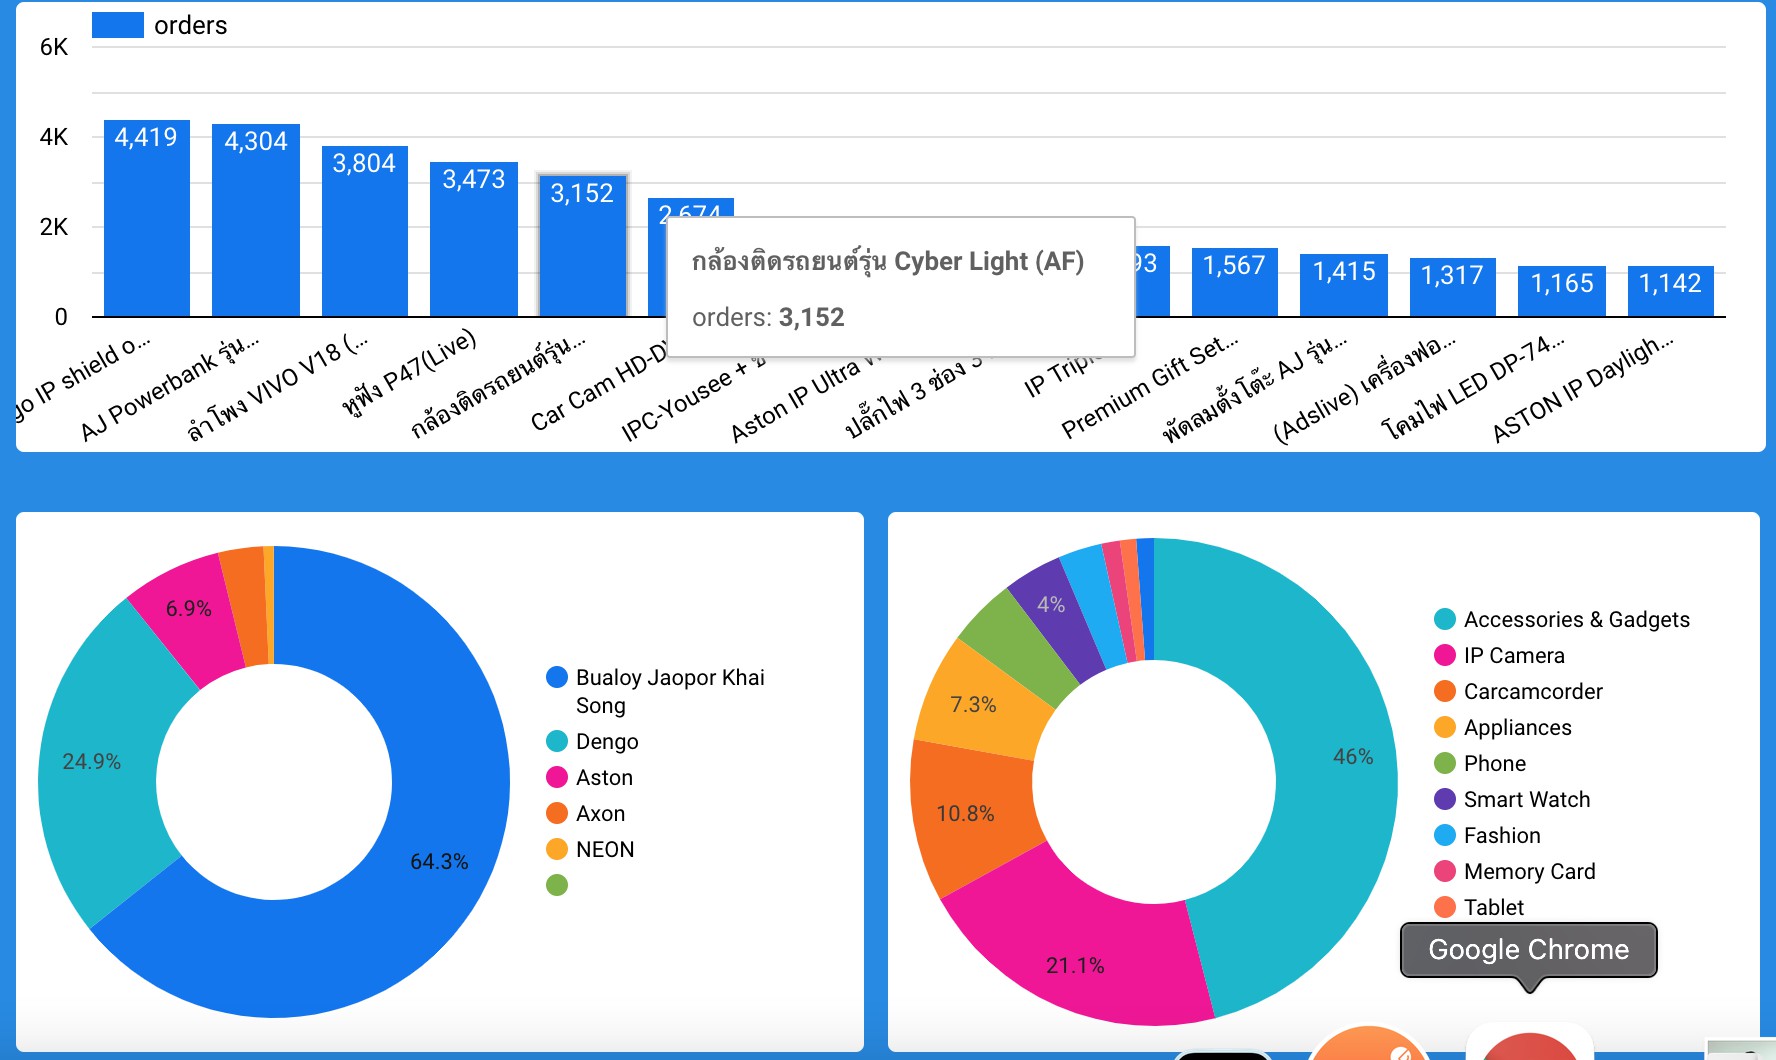 orders
6K
4K
2K
0
4,419
4,304
3,804
3,473
3,152
2,674
93
1,567
1,415
1,317
1,165
1,142
กล้องติดรถยนต์รุ่น Cyber Light (AF)
orders: 3,152
go IP shield o...
AJ Powerbank รุ่น...
ลำโพง VIVO V18 (...
หูฟัง P47(Live)
กล้องติดรถยนต์รุ่น...
Car Cam HD-D
IPC-Yousee +
Aston IP Ultra
ปลั๊กไฟ 3 ช่อง 5
IP Triple
Premium Gift Set...
พัดลมตั้งโต๊ะ AJ รุ่น...
(Adslive) เครื่องฟอ...
โคมไฟ LED DP-74...
ASTON IP Dayligh...
6.9%
24.9%
64.3%
Bualoy Jaopor Khai
Song
Dengo
Aston
Axon
NEON
4%
7.3%
10.8%
21.1%
46%
Accessories & Gadgets
IP Camera
Carcamcorder
Appliances
Phone
Smart Watch
Fashion
Memory Card
Tablet
Google Chrome